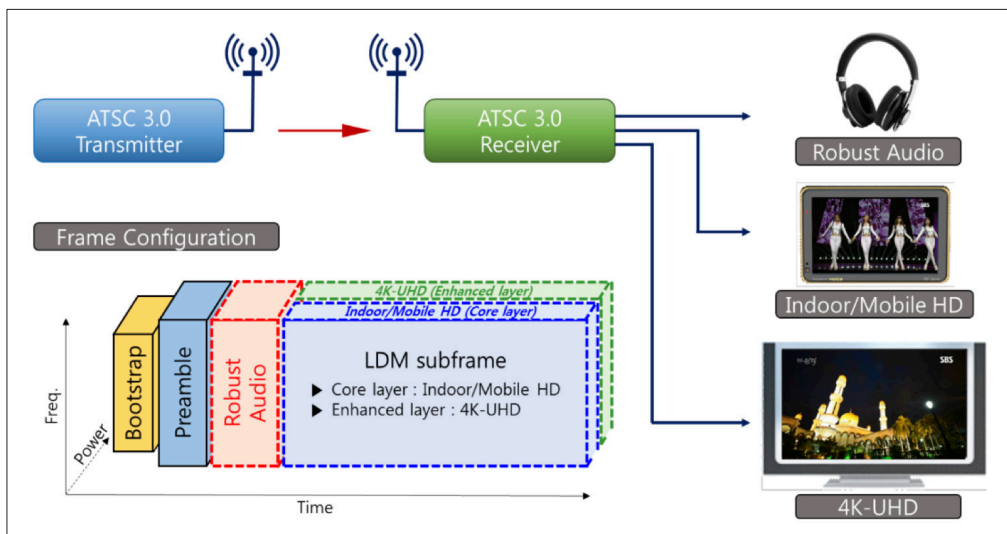 ATSC 3.0
Transmitter
ATSC 3.0
Receiver
Robust Audio
SBS
Indoor/Mobile HD
SBS
4K-UHD
Frame Configuration
4K-UHD (Enhanced layer)
Indoor/Mobile HD (Core layer)
Bootstrap
Preamble
Robust
Audio
LDM subframe
▶ Core layer : Indoor/Mobile HD
▶ Enhanced layer : 4K-UHD
Freq.
Power
Time